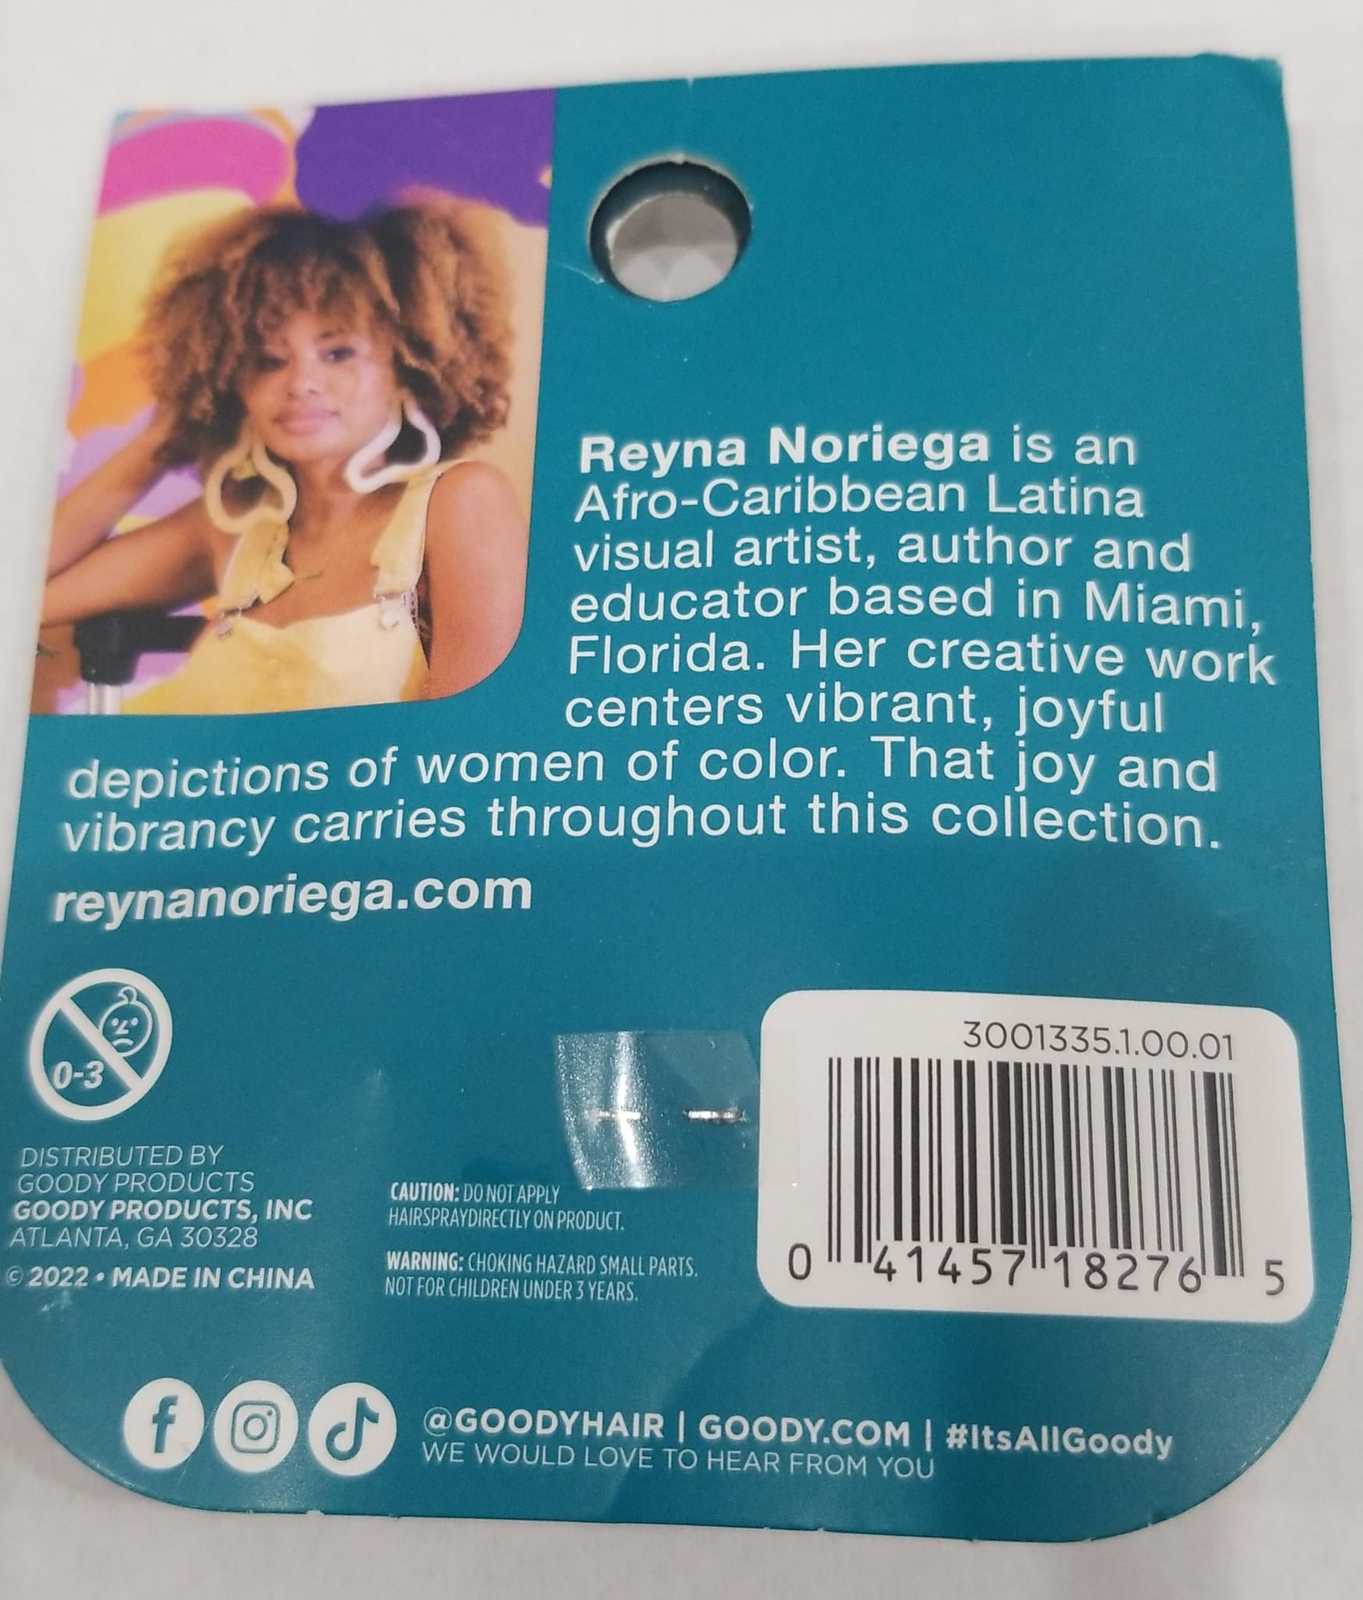 Reyna Noriega is an
Afro-Caribbean Latina
visual artist, author and
educator based in Miami,
Florida. Her creative work
centers vibrant, joyful
depictions of women of color. That joy and
vibrancy carries throughout this collection.
reynanoriega.com
0-3
DISTRIBUTED BY
GOODY PRODUCTS
GOODY PRODUCTS, INC
ATLANTA, GA 30328
© 2022 • MADE IN CHINA
CAUTION: DO NOT APPLY
HAIRSPRAYDIRECTLY ON PRODUCT.
WARNING: CHOKING HAZARD SMALL PARTS.
NOT FOR CHILDREN UNDER 3 YEARS.
3001335.1.00.01
0 41457 18276 5
@GOODYHAIR | GOODY.COM | #ItsAllGoody
WE WOULD LOVE TO HEAR FROM YOU